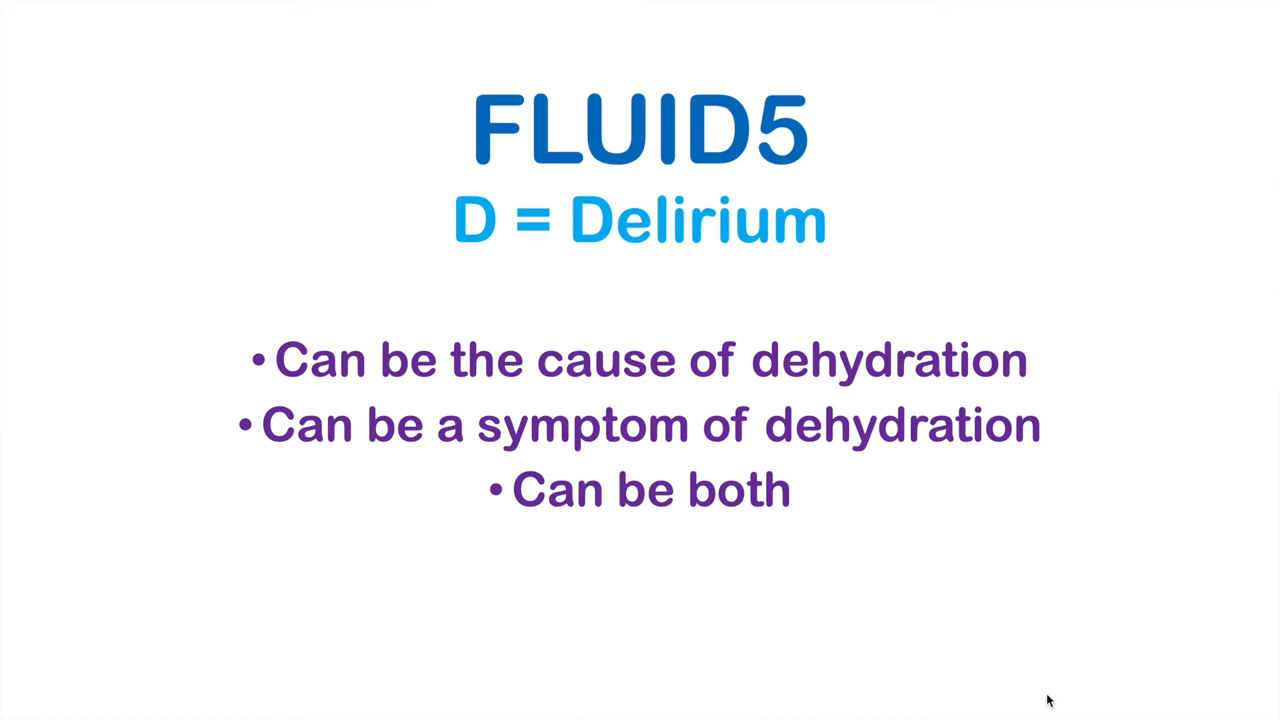 FLUID5
D = Delirium
• Can be the cause of dehydration
• Can be a symptom of dehydration
• Can be both